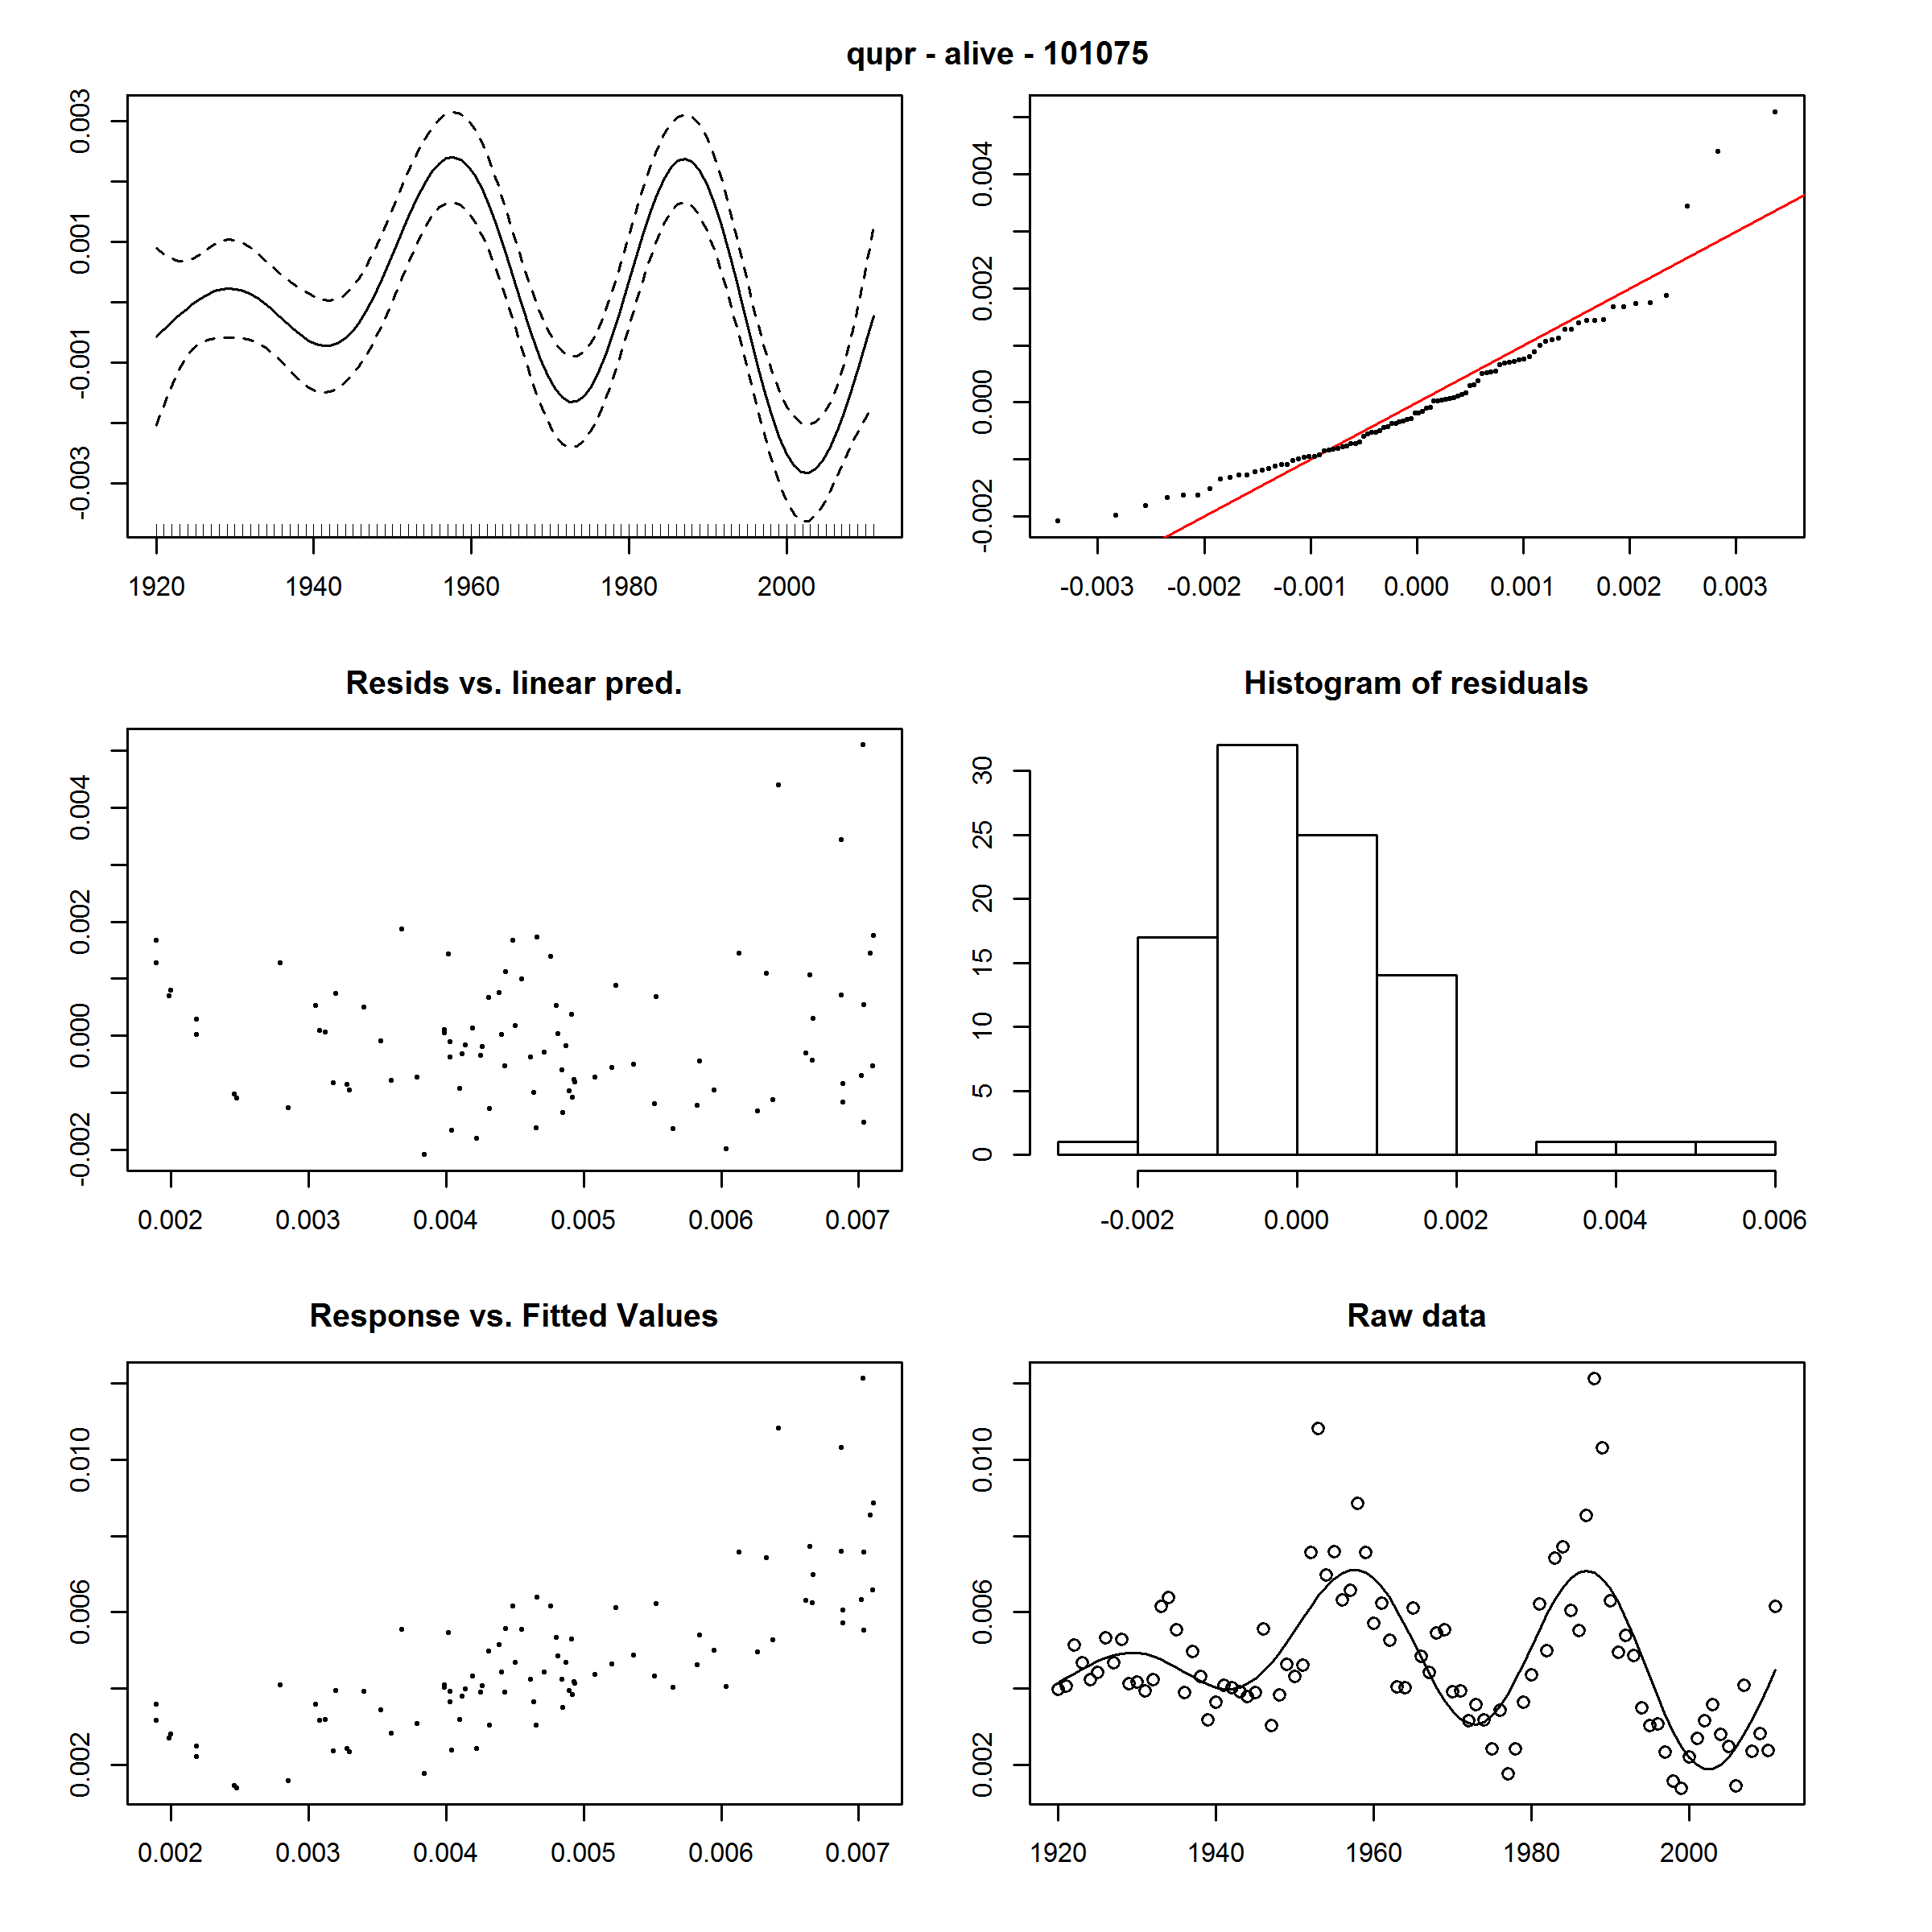 qupr - alive - 101075
0.003
0.001
-0.001
-0.003
1920 1940 1960 1980 2000
0.004
0.002
0.000
-0.002
-0.003 -0.002 -0.001 0.000 0.001 0.002 0.003
Resids vs. linear pred.
0.004
0.002
0.000
-0.002
0.002 0.003 0.004 0.005 0.006 0.007
Histogram of residuals
30
25
20
15
10
5
0
-0.002 0.000 0.002 0.004 0.006
Response vs. Fitted Values
0.010
0.006
0.002
0.002 0.003 0.004 0.005 0.006 0.007
Raw data
0.010
0.006
0.002
1920 1940 1960 1980 2000